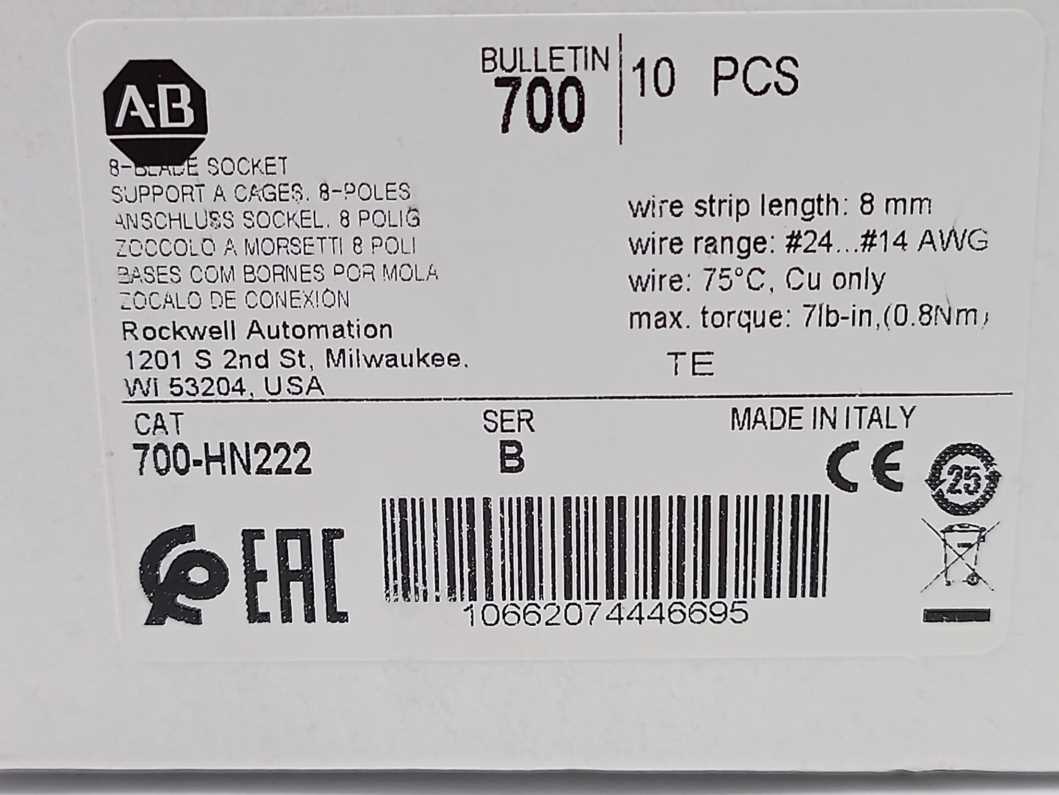 A-B
BULLETIN
700
10 PCS
8-BLADE SOCKET
SUPPORT A CAGES. 8-POLES
ANSCHLUSS SOCKEL. 8 POLIG
ZOCCOLO A MORSETTI 8 POLI
BASES COM BORNES POR MOLA
ZOCALO DE CONEXIÓN
Rockwell Automation
1201 S 2nd St, Milwaukee.
WI 53204, USA
wire strip length: 8 mm
wire range: #24...#14 AWG
wire: 75°C, Cu only
max. torque: 7lb-in,(0.8Nm)
TE
CAT
700-HN222
SER
B
MADE IN ITALY
CE
25
EAC
10662074446695